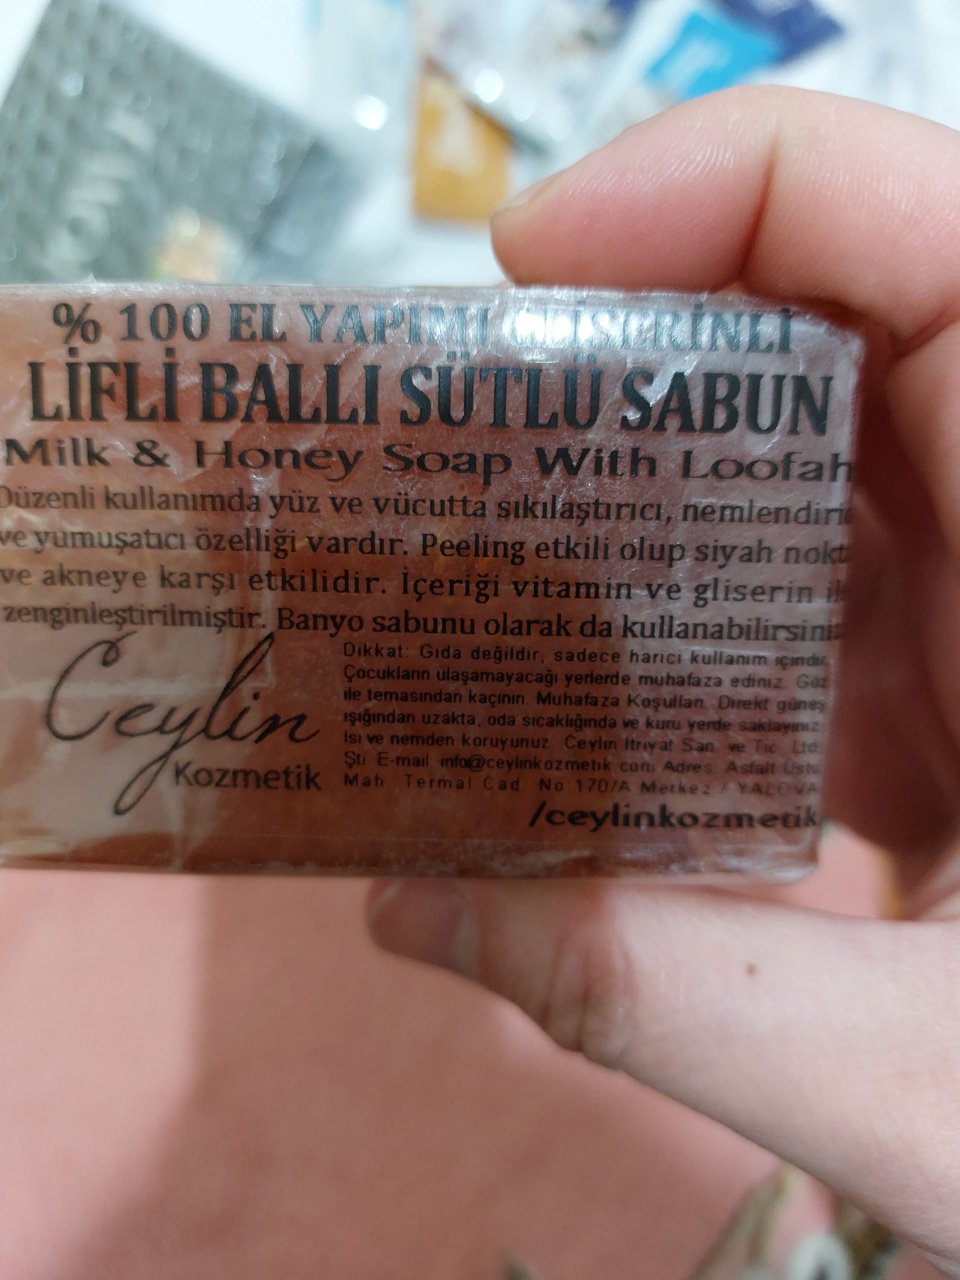 % 100 EL YAPIMI GLİSERİNLİ
LİFLİ BALLI SÜTLÜ SABUN
Milk & Honey Soap With Loofah
Düzenli kullanımda yüz ve vücutta sıkılaştırıcı, nemlendiric
ve yumuşatıcı özelliği vardır. Peeling etkili olup siyah nokt
ve akneye karşı etkilidir. İçeriği vitamin ve gliserin il
zenginleştirilmiştir. Banyo sabunu olarak da kullanabilirsiniz
Dikkat: Gıda değildir, sadece harici kullanım içindir.
Çocukların ulaşamayacağı yerlerde muhafaza ediniz. Göz
ile temasından kaçının. Muhafaza Koşulları: Direkt güneş
ışığından uzakta, oda sıcaklığında ve kuru yerde saklayınız.
Isı ve nemden koruyunuz. Ceylin Itriyat San. ve Tic. Ltd.
Şti. E-mail: info@ceylinkozmetik.com Adres: Asfalt Üstü
Mah. Termal Cad. No 170/A Merkez / YALOVA
Ceylin
Kozmetik
/ceylinkozmetik